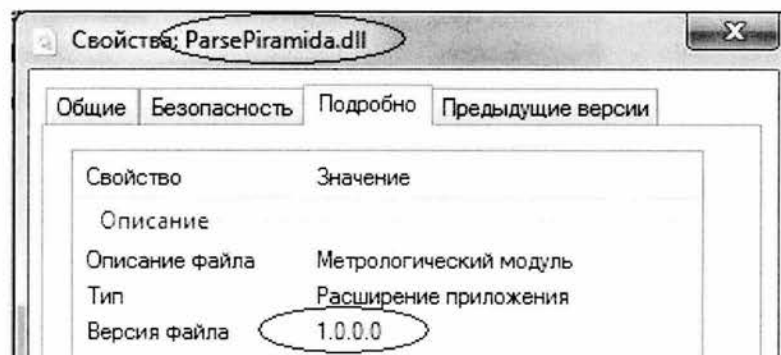 Свойства: ParsePiramida.dll
Общие Безопасность Подробно Предыдущие версии
Свойство Значение
Описание
Описание файла Метрологический модуль
Тип Расширение приложения
Версия файла 1.0.0.0